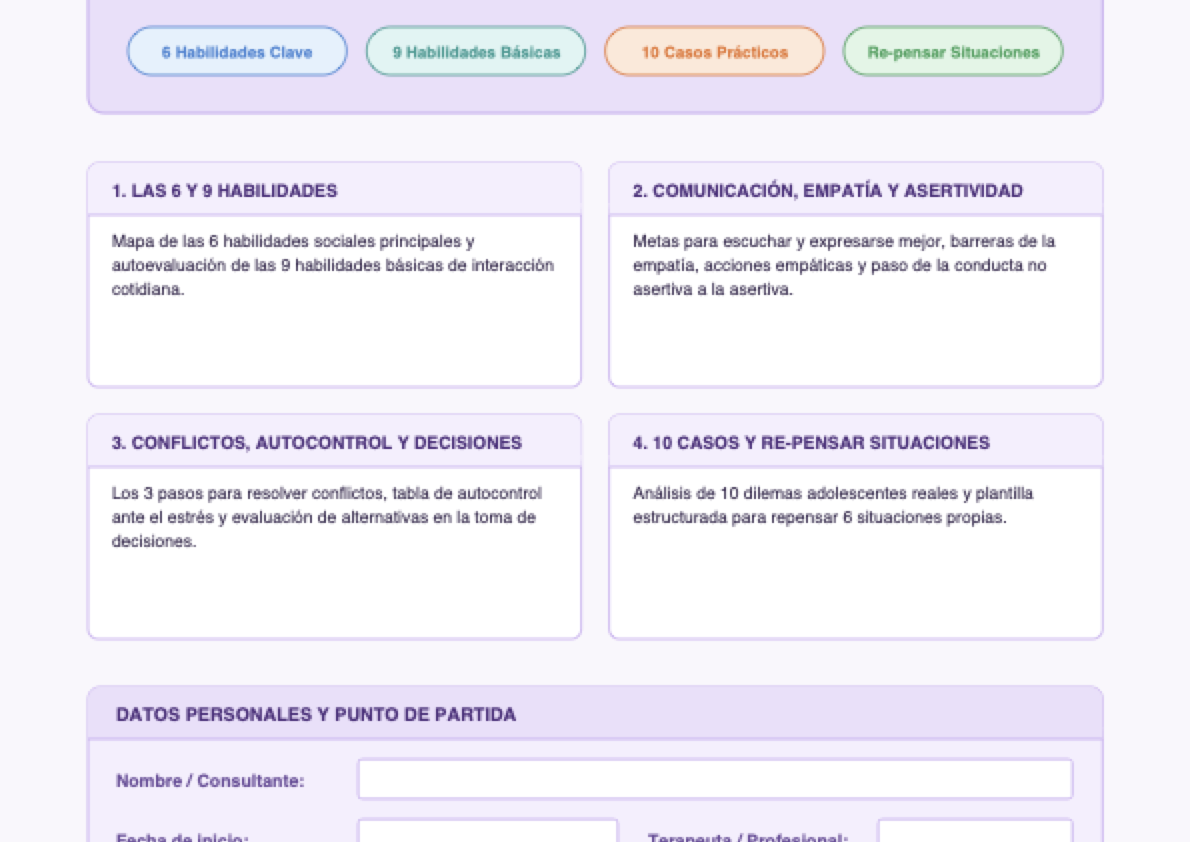 6 Habilidades Clave
9 Habilidades Básicas
10 Casos Prácticos
Re-pensar Situaciones
1. LAS 6 Y 9 HABILIDADES
Mapa de las 6 habilidades sociales principales y
autoevaluación de las 9 habilidades básicas de interacción
cotidiana.
2. COMUNICACIÓN, EMPATÍA Y ASERTIVIDAD
Metas para escuchar y expresarse mejor, barreras de la
empatía, acciones empáticas y paso de la conducta no
asertiva a la asertiva.
3. CONFLICTOS, AUTOCONTROL Y DECISIONES
Los 3 pasos para resolver conflictos, tabla de autocontrol
ante el estrés y evaluación de alternativas en la toma de
decisiones.
4. 10 CASOS Y RE-PENSAR SITUACIONES
Análisis de 10 dilemas adolescentes reales y plantilla
estructurada para repensar 6 situaciones propias.
DATOS PERSONALES Y PUNTO DE PARTIDA
Nombre / Consultante:
Fecha de inicio:
Terapeuta / Profesional: